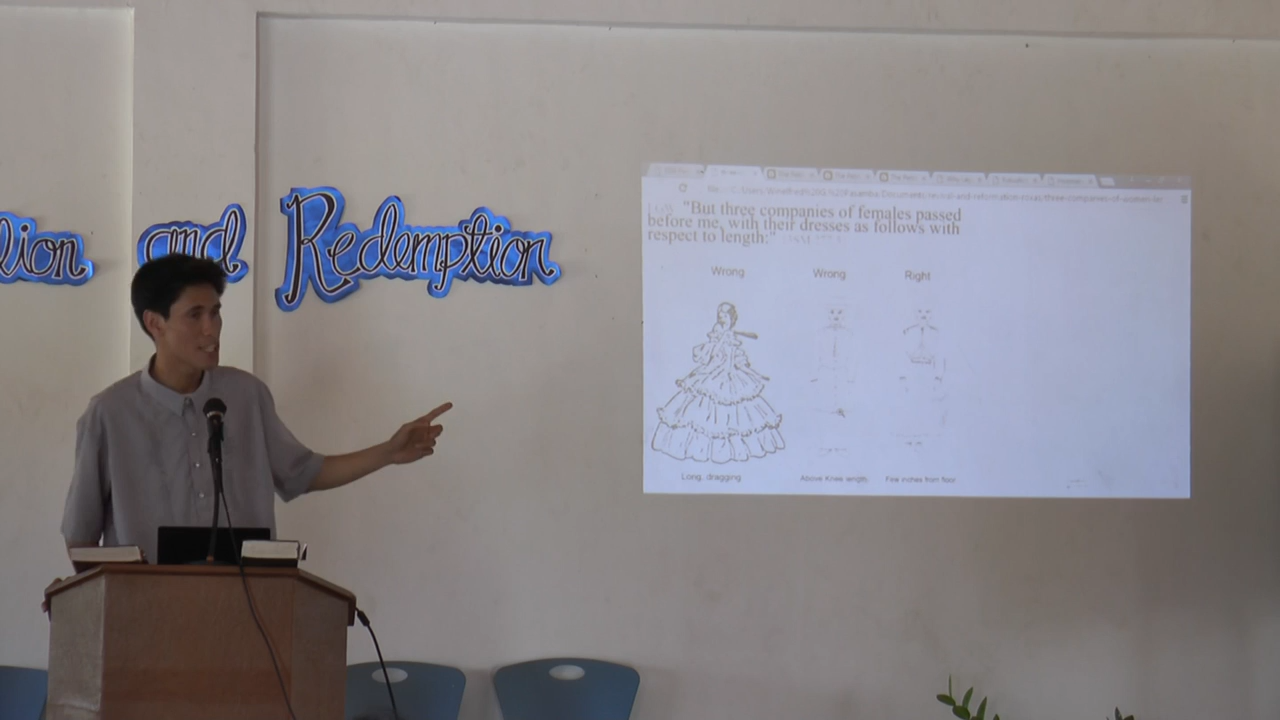 lion and Redemption
"But three companies of females passed
before me, with their dresses as follows with
respect to length:"
Wrong Wrong Right
Long, dragging Above Knee length Few inches from floor